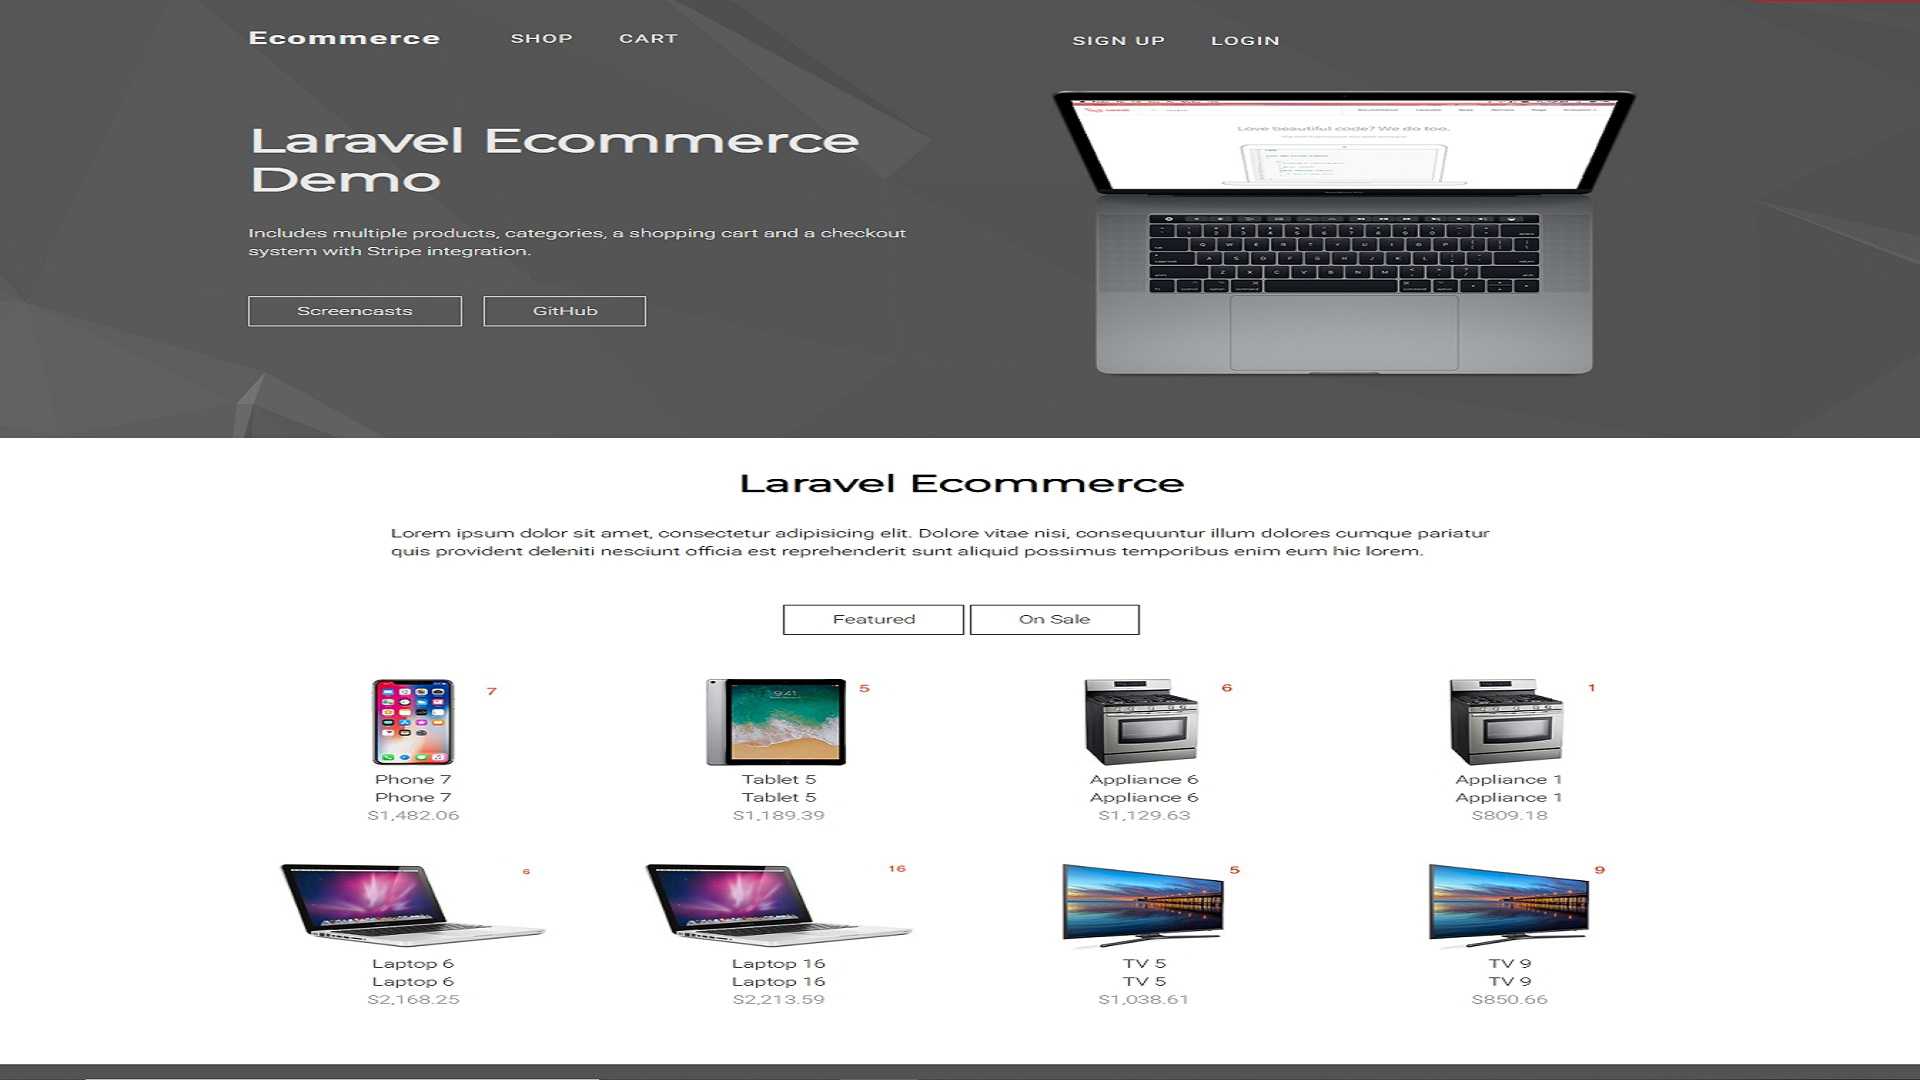 Ecommerce SHOP CART SIGN UP LOGIN
Love beautiful code? We do too.
Laravel Ecommerce
Demo
Includes multiple products, categories, a shopping cart and a checkout
system with Stripe integration.
Screencasts GitHub
Laravel Ecommerce
Lorem ipsum dolor sit amet, consectetur adipisicing elit. Dolore vitae nisi, consequuntur illum dolores cumque pariatur
quis provident deleniti nesciunt officia est reprehenderit sunt aliquid possimus temporibus enim eum hic lorem.
Featured On Sale
7 5 6 1
9:41
Phone 7 Tablet 5 Appliance 6 Appliance 1
Phone 7 Tablet 5 Appliance 6 Appliance 1
$1,482.06 $1,189.39 $1,129.63 $809.18
6 16 5 9
Laptop 6 Laptop 16 TV 5 TV 9
Laptop 6 Laptop 16 TV 5 TV 9
$2,168.25 $2,213.59 $1,038.61 $850.66